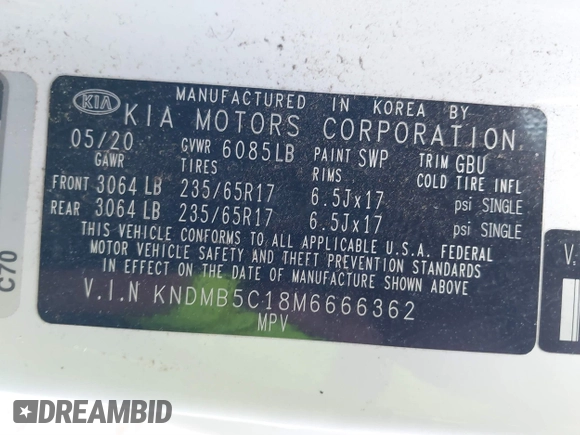 MANUFACTURED IN KOREA BY
KIA KIA MOTORS CORPORATION
05/20 GVWR 6085LB PAINT SWP TRIM GBU
GAWR TIRES RIMS COLD TIRE INFL
FRONT 3064 LB 235/65R17 6.5Jx17 psi SINGLE
REAR 3064 LB 235/65R17 6.5Jx17 psi SINGLE
THIS VEHICLE CONFORMS TO ALL APPLICABLE U.S.A. FEDERAL
MOTOR VEHICLE SAFETY AND THEFT PREVENTION STANDARDS
IN EFFECT ON THE DATE OF MANUFACTURE SHOWN ABOVE
V.I.N KNDMB5C18M6666362
MPV
C70
V.
DREAMBID